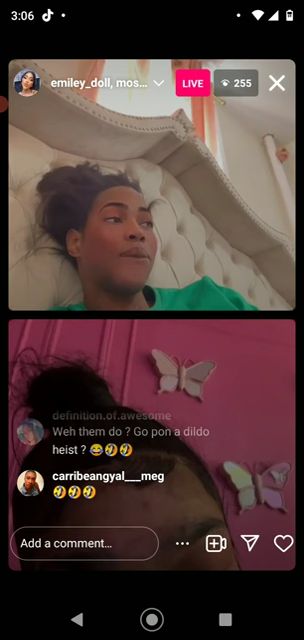 3:06
emiley_doll, mos...
LIVE
255
definition.of.awesome
Weh them do ? Go pon a dildo
heist ? 😂🤣🤣
carribeangyal___meg
🤣🤣🤣
Add a comment...